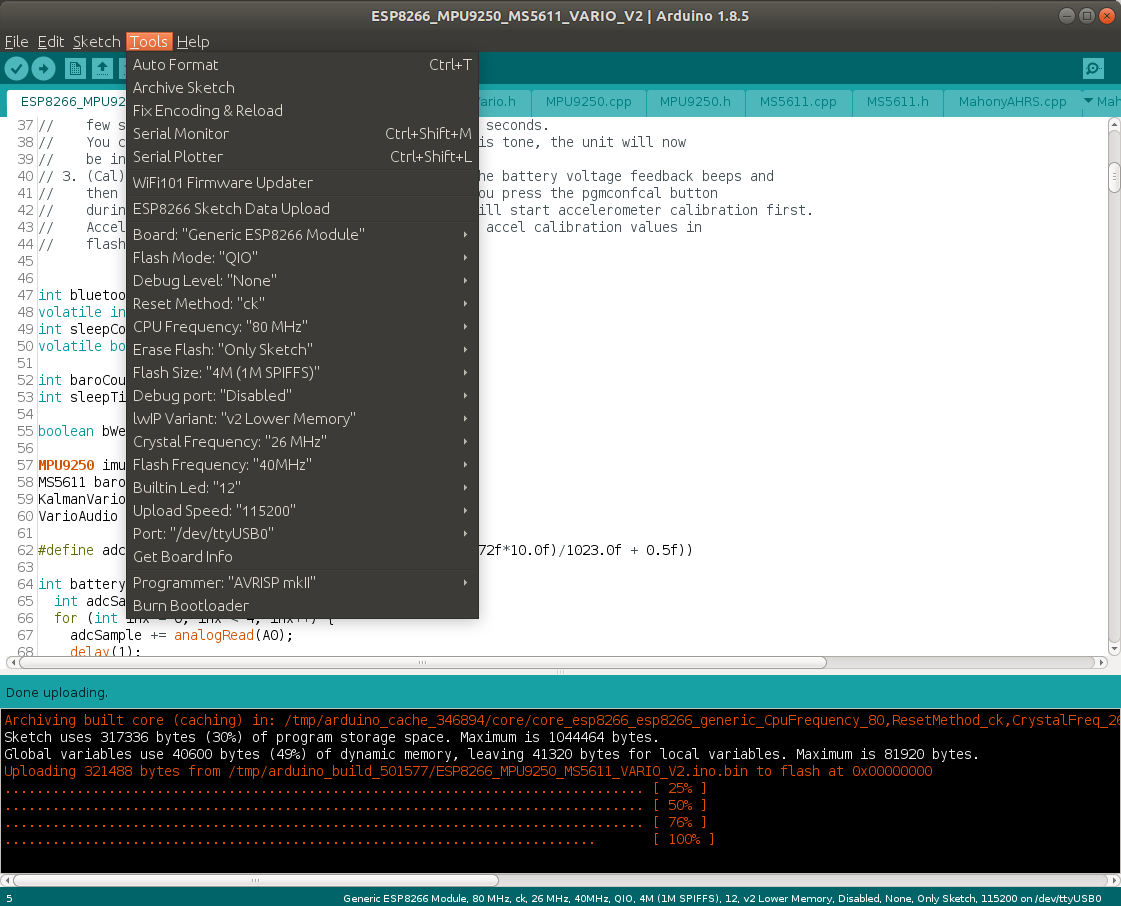 ESP8266_MPU9250_MS5611_VARIO_V2 | Arduino 1.8.5
File Edit Sketch Tools Help
ESP8266_MPU92
Vario.h
MPU9250.cpp
MPU9250.h
MS5611.cpp
MS5611.h
MahonyAHRS.cpp
Mah
Auto Format Ctrl+T
Archive Sketch
Fix Encoding & Reload
Serial Monitor Ctrl+Shift+M
Serial Plotter Ctrl+Shift+L
WiFi101 Firmware Updater
ESP8266 Sketch Data Upload
Board: "Generic ESP8266 Module"
Flash Mode: "QIO"
Debug Level: "None"
Reset Method: "ck"
CPU Frequency: "80 MHz"
Erase Flash: "Only Sketch"
Flash Size: "4M (1M SPIFFS)"
Debug port: "Disabled"
lwIP Variant: "v2 Lower Memory"
Crystal Frequency: "26 MHz"
Flash Frequency: "40MHz"
Builtin Led: "12"
Upload Speed: "115200"
Port: "/dev/ttyUSB0"
Get Board Info
Programmer: "AVRISP mkII"
Burn Bootloader
37 // few s seconds.
38 // You c is tone, the unit will now
39 // be in
40 // 3. (Cal) he battery voltage feedback beeps and
41 // then ou press the pgmconfcal button
42 // durin ill start accelerometer calibration first.
43 // Accel accel calibration values in
44 // flash
45
46
47 int bluetoo
48 volatile in
49 int sleepCo
50 volatile bo
51
52 int baroCou
53 int sleepTi
54
55 boolean bWe
56
57 MPU9250 imu
58 MS5611 baro
59 KalmanVario
60 VarioAudio
61
62 #define adc 72f*10.0f)/1023.0f + 0.5f))
63
64 int battery
65 int adcSa
66 for (int inx = 0; inx < 4; inx++) {
67 adcSample += analogRead(A0);
68 delay(1);
Done uploading.
Archiving built core (caching) in: /tmp/arduino_cache_346894/core/core_esp8266_esp8266_generic_CpuFrequency_80,ResetMethod_ck,CrystalFreq_26
Sketch uses 317336 bytes (30%) of program storage space. Maximum is 1044464 bytes.
Global variables use 40600 bytes (49%) of dynamic memory, leaving 41320 bytes for local variables. Maximum is 81920 bytes.
Uploading 321488 bytes from /tmp/arduino_build_501577/ESP8266_MPU9250_MS5611_VARIO_V2.ino.bin to flash at 0x00000000
................................................................................ [ 25% ]
................................................................................ [ 50% ]
................................................................................ [ 76% ]
.......................................................................... [ 100% ]
5 Generic ESP8266 Module, 80 MHz, ck, 26 MHz, 40MHz, QIO, 4M (1M SPIFFS), 12, v2 Lower Memory, Disabled, None, Only Sketch, 115200 on /dev/ttyUSB0